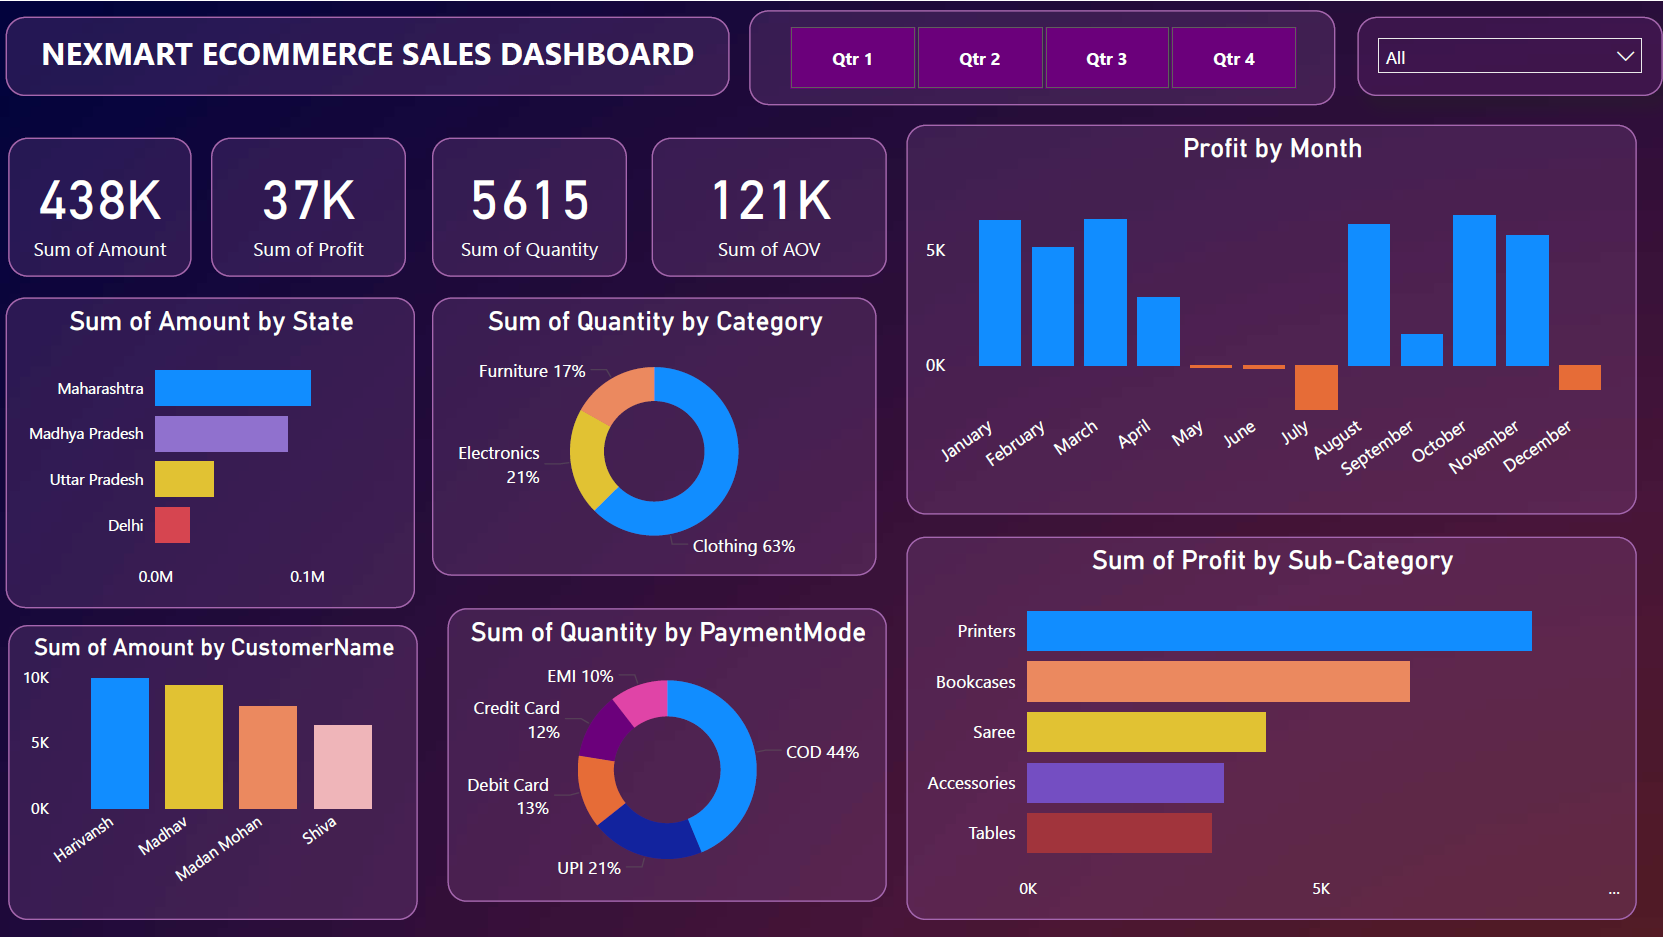 NEXMART ECOMMERCE SALES DASHBOARD
Qtr 1
Qtr 2
Qtr 3
Qtr 4
All
438K
Sum of Amount
37K
Sum of Profit
5615
Sum of Quantity
121K
Sum of AOV
Profit by Month
5K
0K
January
February
March
April
May
June
July
August
September
October
November
December
Sum of Amount by State
Maharashtra
Madhya Pradesh
Uttar Pradesh
Delhi
0.0M
0.1M
Sum of Quantity by Category
Furniture 17%
Electronics
21%
Clothing 63%
Sum of Amount by CustomerName
10K
5K
0K
Harivansh
Madhav
Madan Mohan
Shiva
Sum of Quantity by PaymentMode
EMI 10%
Credit Card
12%
Debit Card
13%
UPI 21%
COD 44%
Sum of Profit by Sub-Category
Printers
Bookcases
Saree
Accessories
Tables
0K
5K
...